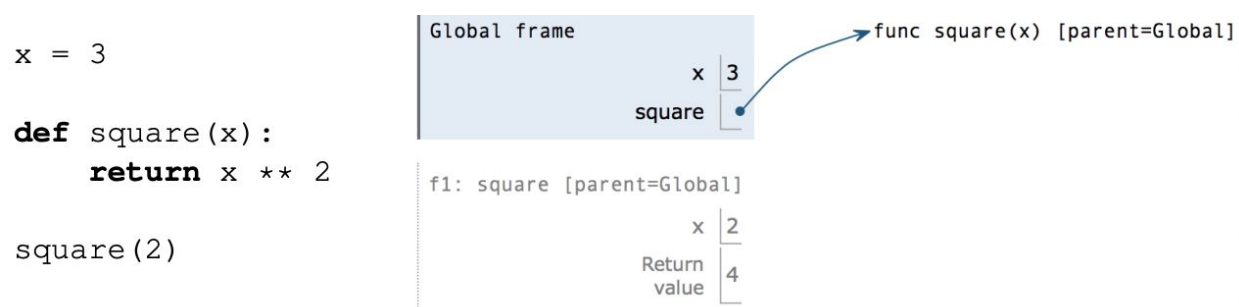 x = 3
def square(x):
    return x ** 2
square(2)
Global frame
x 3
square
func square(x) [parent=Global]
f1: square [parent=Global]
x 2
Return
value 4